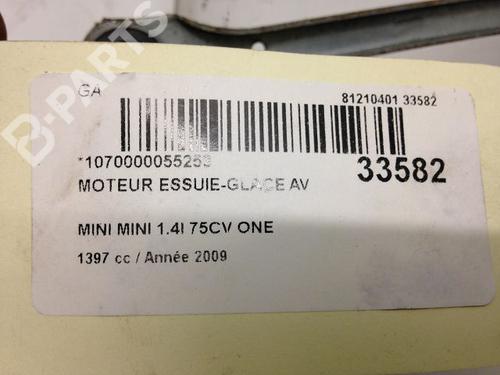 GA
81210401 33582
*1070000055253
33582
MOTEUR ESSUIE-GLACE AV
MINI MINI 1.4I 75CV ONE
1397 cc / Année 2009
B-PARTS